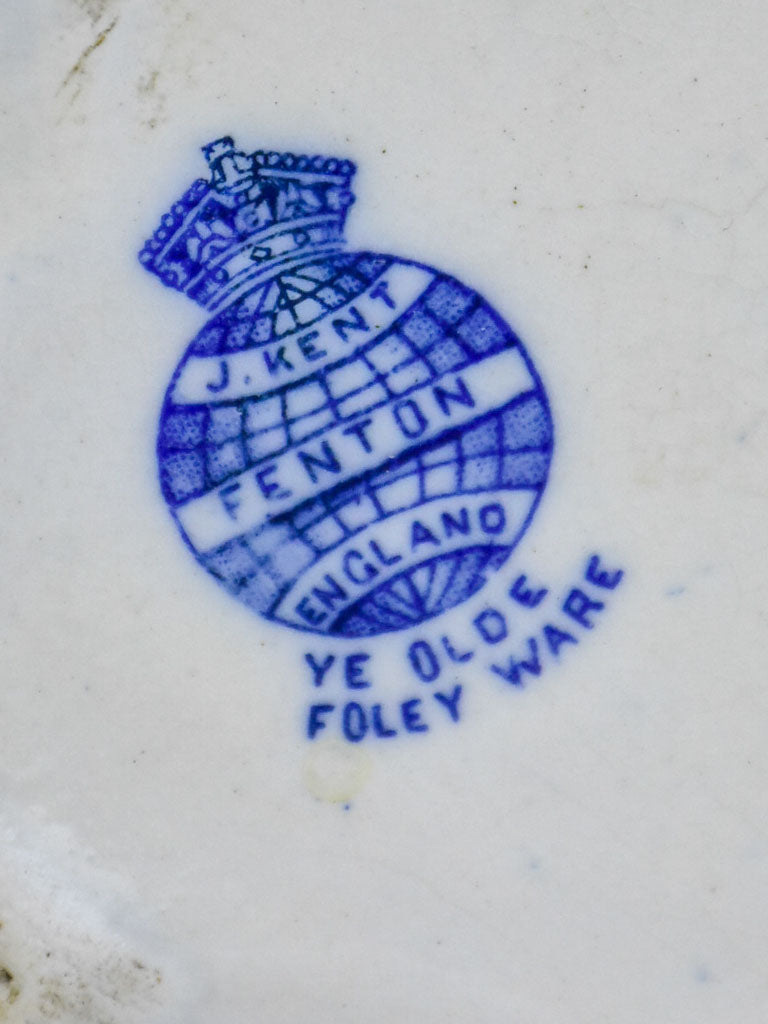 J. KENT
FENTON
ENGLAND
YE OLDE
FOLEY WARE